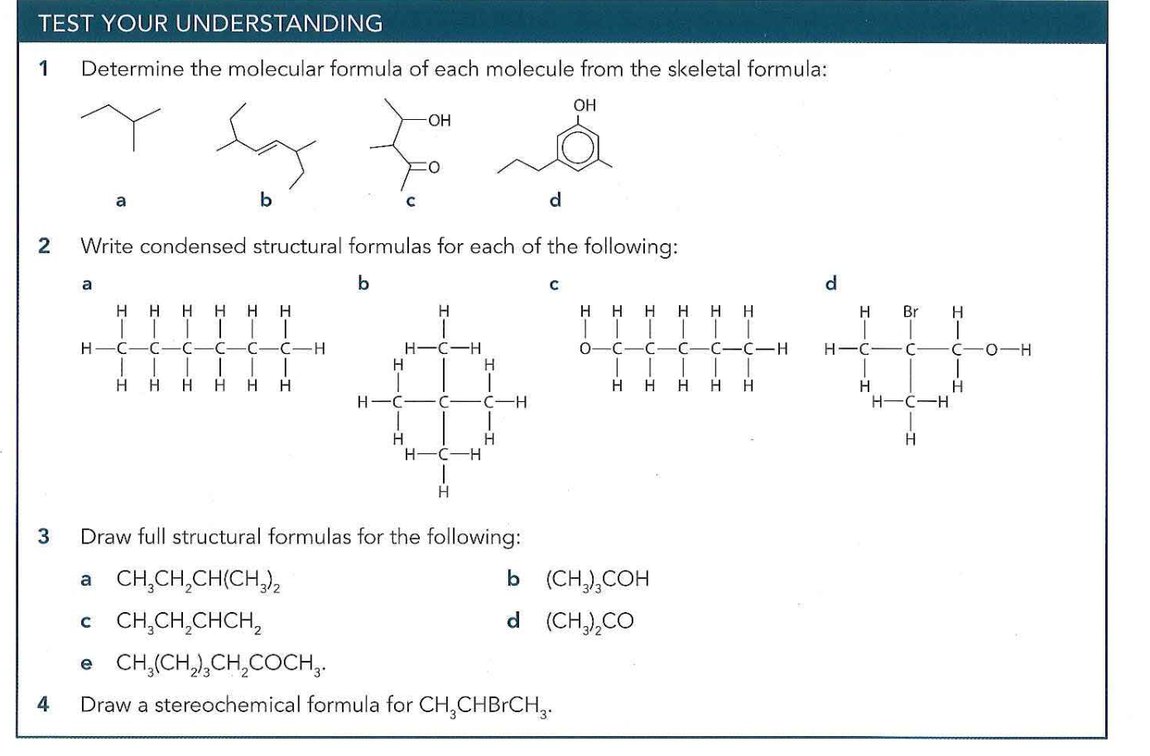 TEST YOUR UNDERSTANDING
1 Determine the molecular formula of each molecule from the skeletal formula:
OH
OH
O
a b c d
2 Write condensed structural formulas for each of the following:
a b c d
H H H H H H
H—C—C—C—C—C—C—H
H H H H H H
H
H—C—H
H H
H—C—C—C—H
H H
H—C—H
H
H H H H H H
O—C—C—C—C—C—H
H H H H H
H Br H
H—C—C—C—O—H
H H
H—C—H
H
3 Draw full structural formulas for the following:
a CH₃CH₂CH(CH₃)₂ b (CH₃)₃COH
c CH₃CH₂CHCH₂ d (CH₃)₂CO
e CH₃(CH₂)₃CH₂COCH₃.
4 Draw a stereochemical formula for CH₃CHBrCH₃.